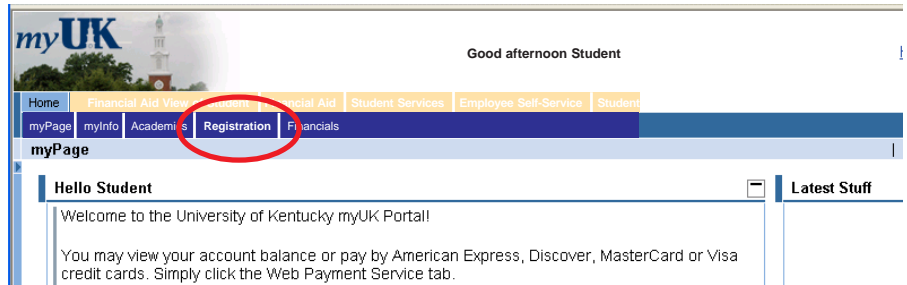 myUK
Good afternoon Student
Home Financial Aid View Student Financial Aid Student Services Employee Self-Service Student
myPage myInfo Academics Registration Financials
myPage |
Hello Student Latest Stuff
Welcome to the University of Kentucky myUK Portal!
You may view your account balance or pay by American Express, Discover, MasterCard or Visa
credit cards. Simply click the Web Payment Service tab.